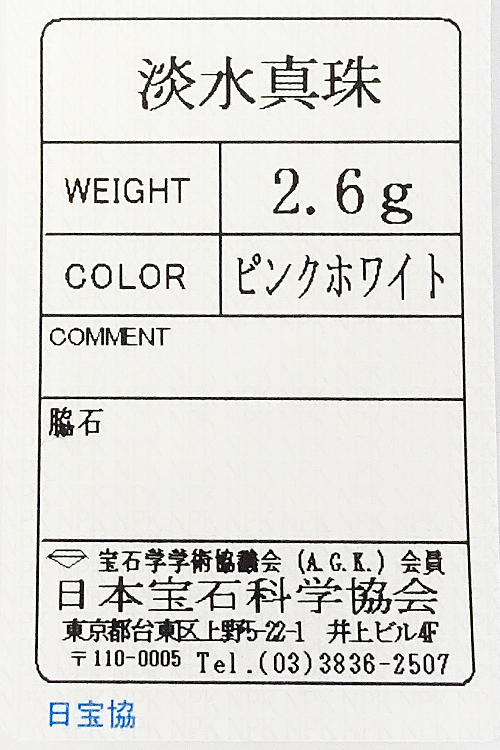 淡水真珠
WEIGHT 2.6g
COLOR ピンクホワイト
COMMENT
脇石
宝石学学術協議会 (A.G.K.) 会員
日本宝石科学協会
東京都台東区上野5-22-1 井上ビル4F
〒110-0005 Tel.(03)3836-2507
日宝協